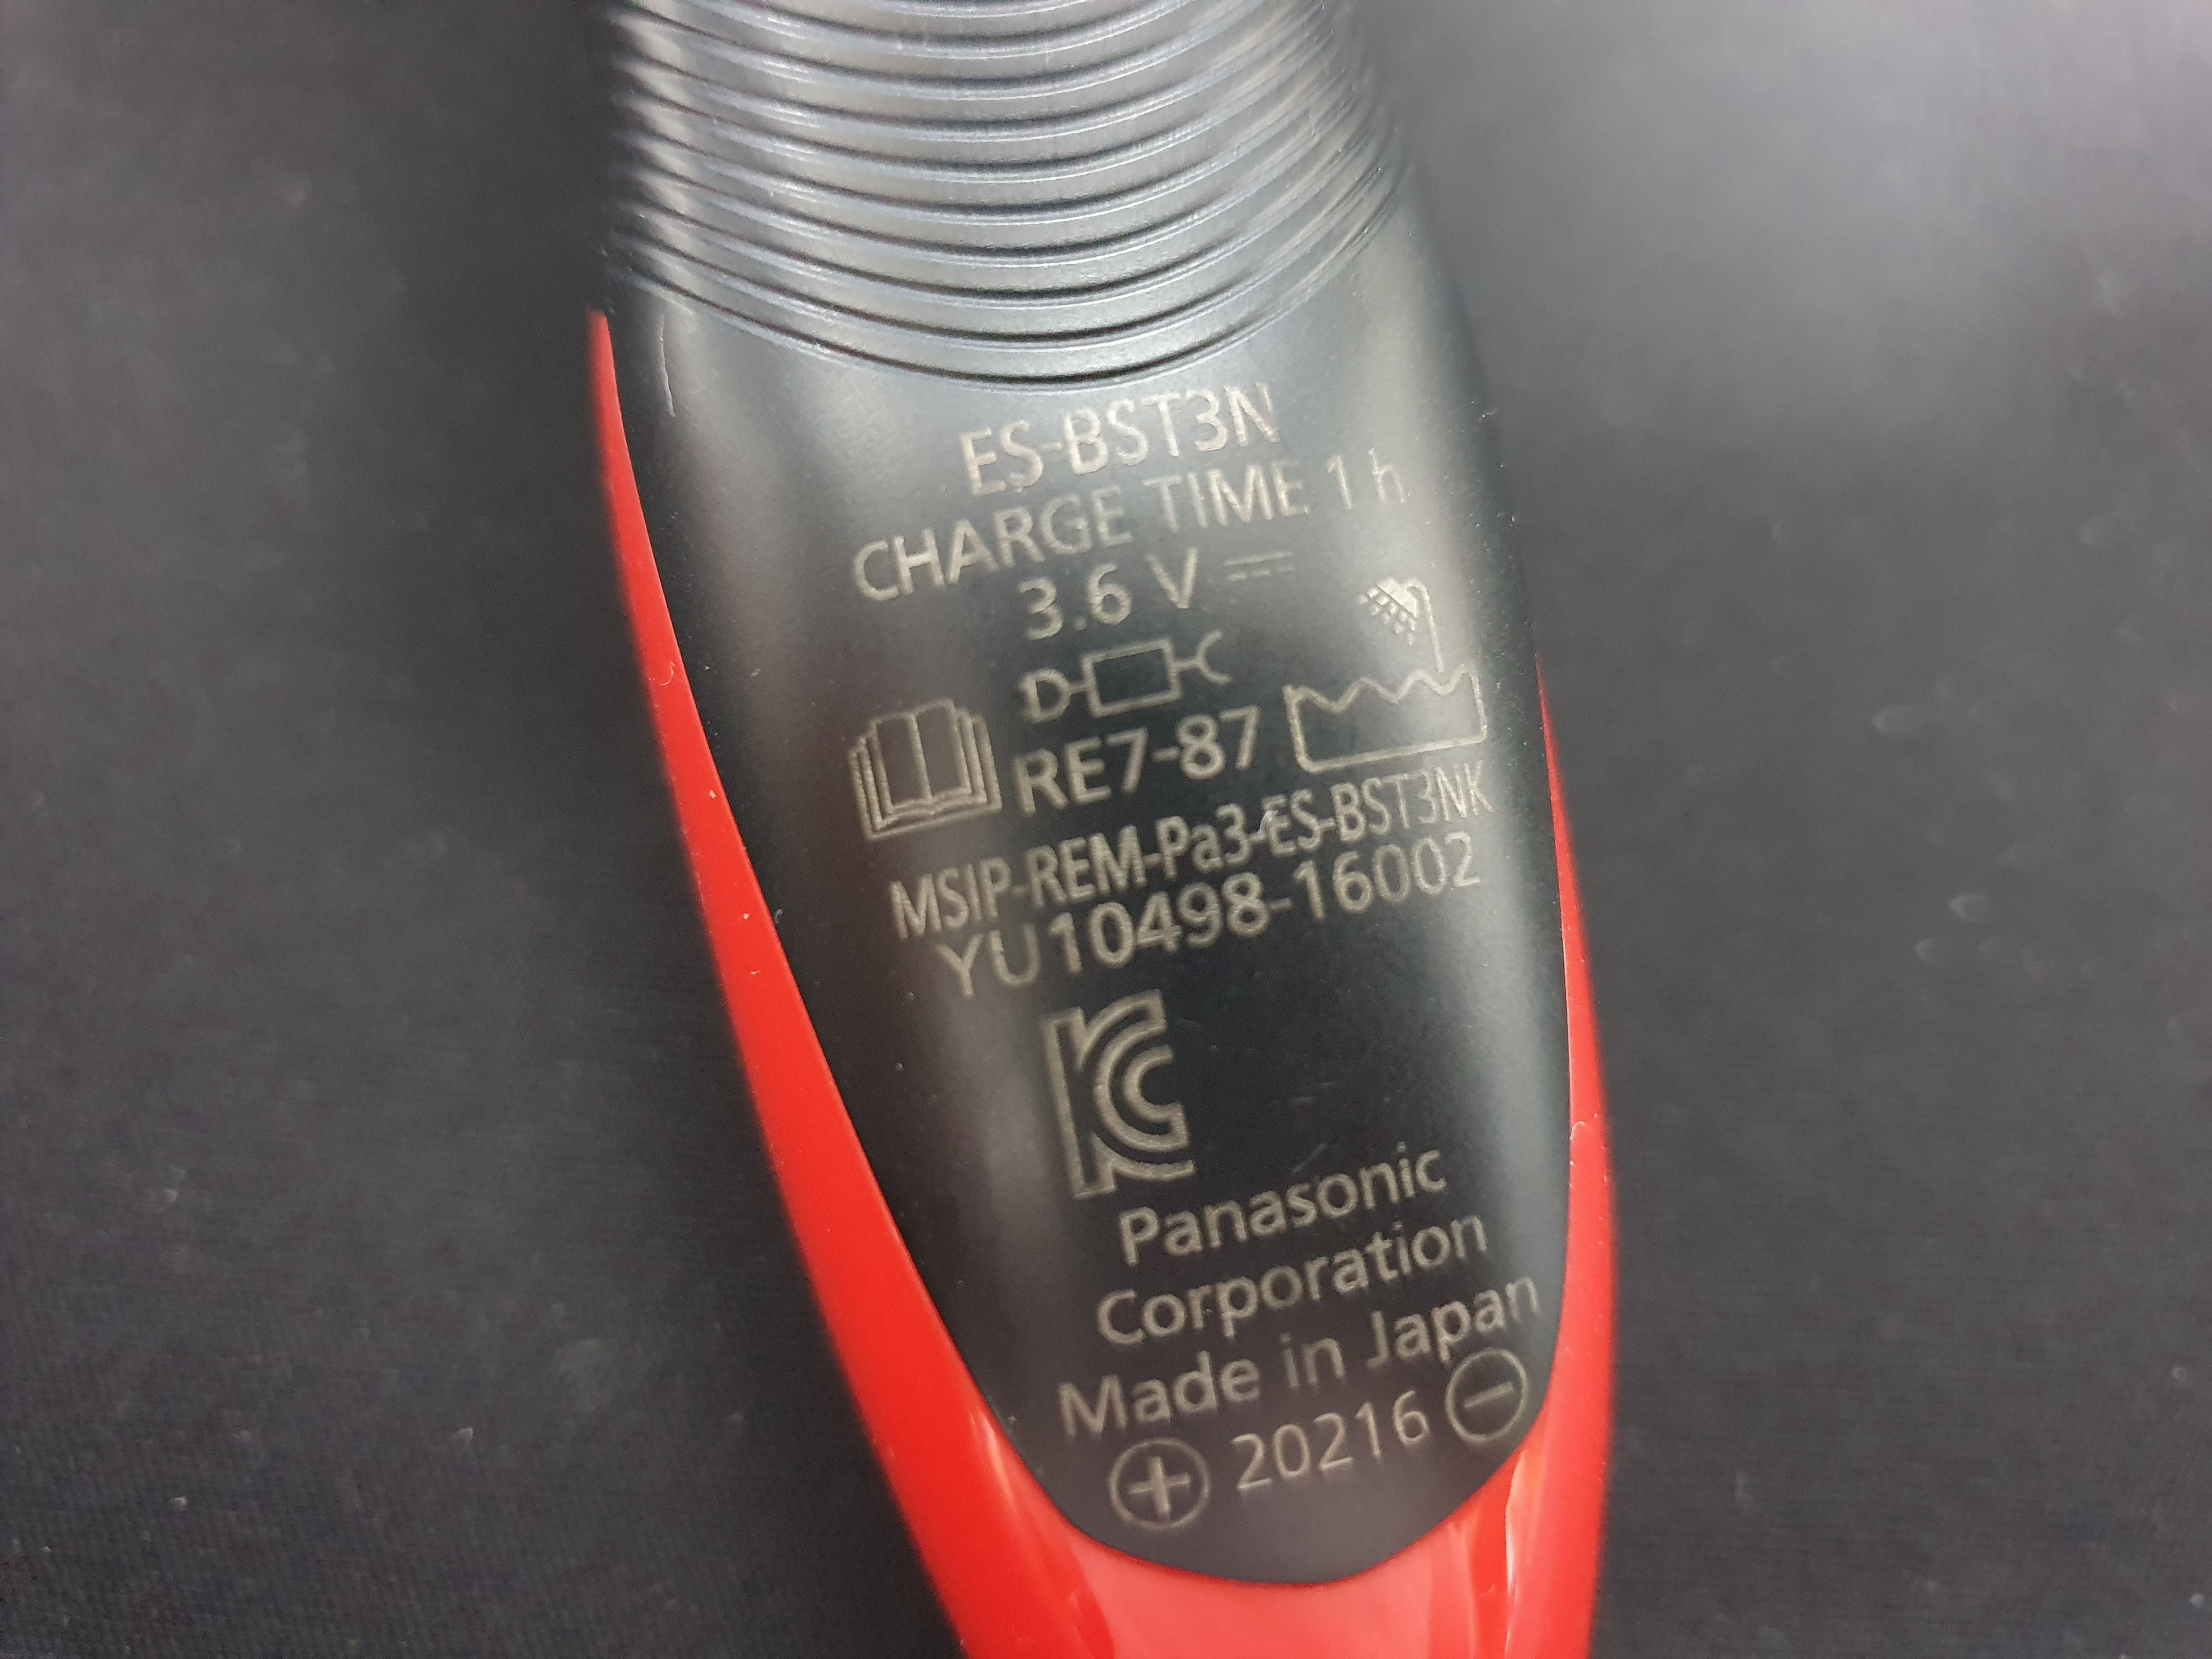 ES-BST3N
CHARGE TIME 1 h
3.6 V ⎓
RE7-87
MSIP-REM-Pa3-ES-BST3NK
YU10498-16002
KC
Panasonic
Corporation
Made in Japan
+ 20216 −